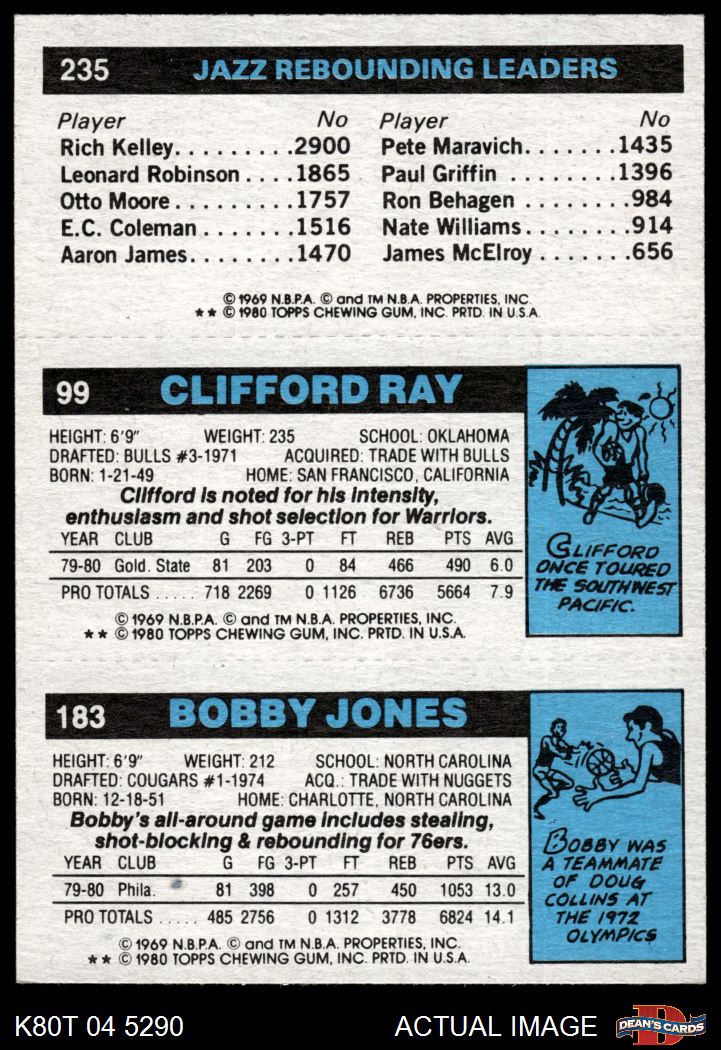 235 JAZZ REBOUNDING LEADERS
Player No Player No
Rich Kelley. . . . . . . . .2900 Pete Maravich. . . . . . .1435
Leonard Robinson . . . .1865 Paul Griffin . . . . . . . .1396
Otto Moore . . . . . . . . .1757 Ron Behagen . . . . . . . .984
E.C. Coleman . . . . . . .1516 Nate Williams. . . . . . . .914
Aaron James. . . . . . . .1470 James McElroy . . . . . . .656
© 1969 N.B.P.A. © and TM N.B.A. PROPERTIES, INC.
** © 1980 TOPPS CHEWING GUM, INC. PRTD. IN U.S.A.
99 CLIFFORD RAY
HEIGHT: 6'9" WEIGHT: 235 SCHOOL: OKLAHOMA
DRAFTED: BULLS #3-1971 ACQUIRED: TRADE WITH BULLS
BORN: 1-21-49 HOME: SAN FRANCISCO, CALIFORNIA
Clifford is noted for his intensity,
enthusiasm and shot selection for Warriors.
YEAR CLUB G FG 3-PT FT REB PTS AVG
79-80 Gold. State 81 203 0 84 466 490 6.0
PRO TOTALS . . . . . 718 2269 0 1126 6736 5664 7.9
© 1969 N.B.P.A. © and TM N.B.A. PROPERTIES, INC.
** © 1980 TOPPS CHEWING GUM, INC. PRTD. IN U.S.A.
CLIFFORD
ONCE TOURED
THE SOUTHWEST
PACIFIC.
183 BOBBY JONES
HEIGHT: 6'9" WEIGHT: 212 SCHOOL: NORTH CAROLINA
DRAFTED: COUGARS #1-1974 ACQ.: TRADE WITH NUGGETS
BORN: 12-18-51 HOME: CHARLOTTE, NORTH CAROLINA
Bobby's all-around game includes stealing,
shot-blocking & rebounding for 76ers.
YEAR CLUB G FG 3-PT FT REB PTS AVG
79-80 Phila. 81 398 0 257 450 1053 13.0
PRO TOTALS . . . . . 485 2756 0 1312 3778 6824 14.1
© 1969 N.B.P.A. © and TM N.B.A. PROPERTIES, INC.
** © 1980 TOPPS CHEWING GUM, INC. PRTD. IN U.S.A.
BOBBY WAS
A TEAMMATE
OF DOUG
COLLINS AT
THE 1972
OLYMPICS
K80T 04 5290 ACTUAL IMAGE D DEAN'S CARDS